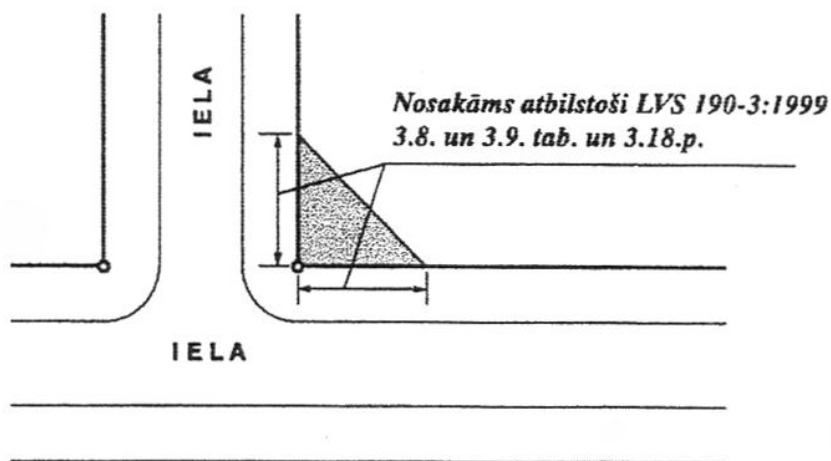 IELA
Nosakāms atbilstoši LVS 190-3:1999
3.8. un 3.9. tab. un 3.18.p.
IELA